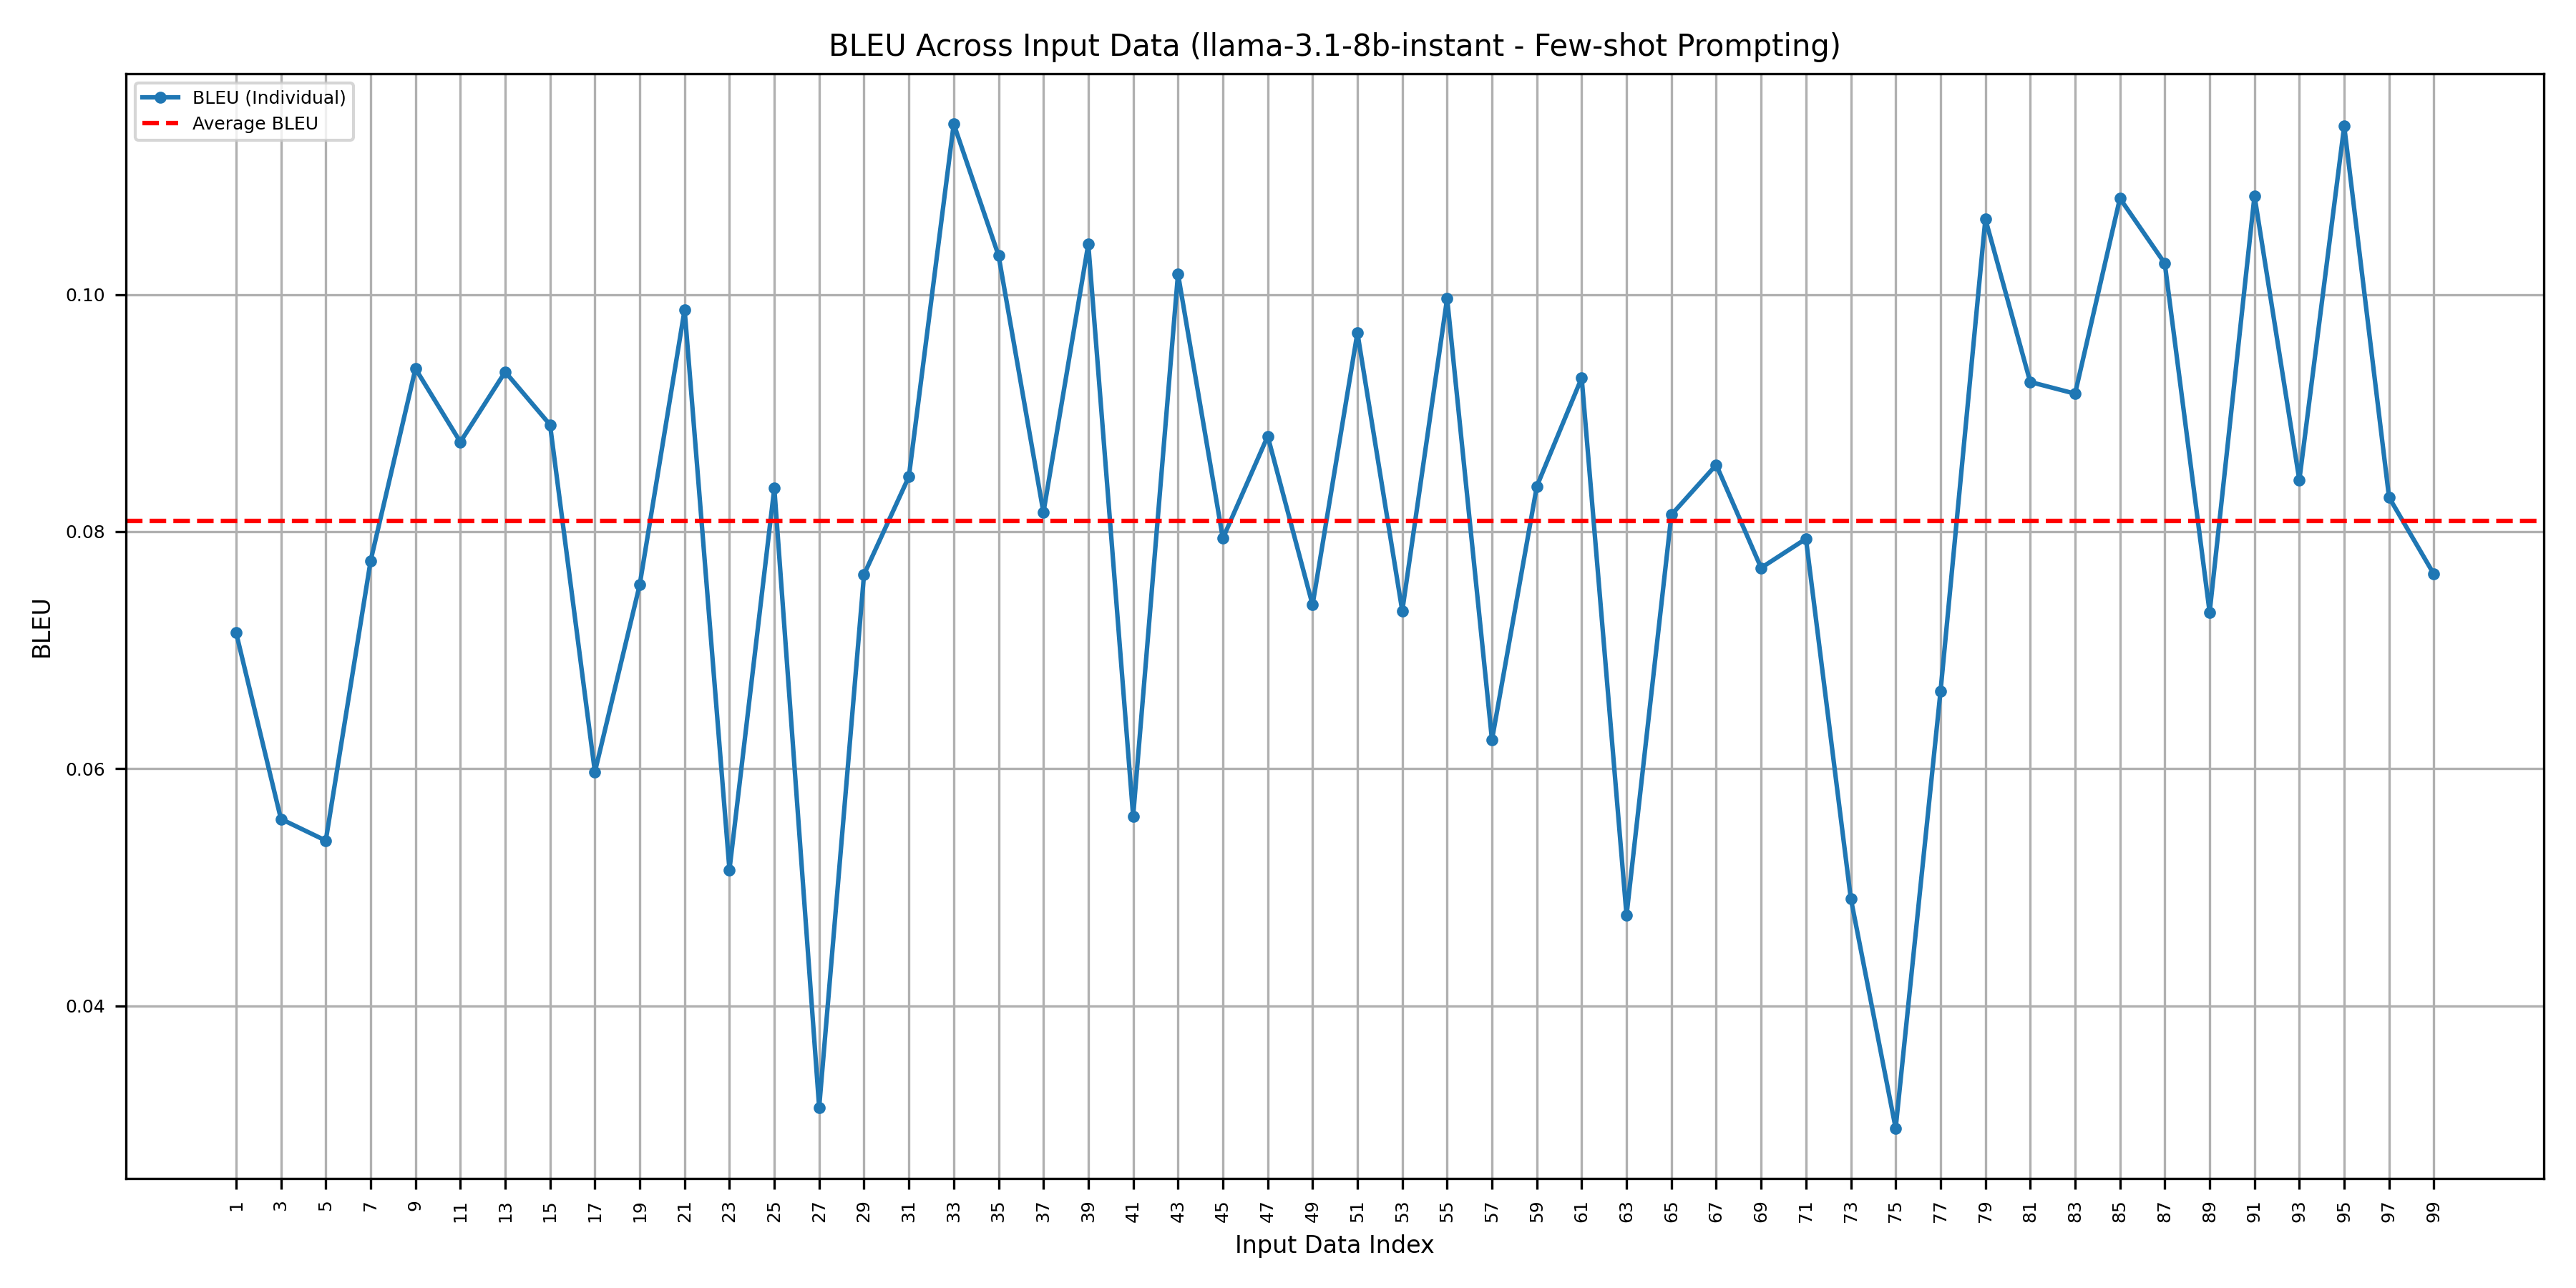 BLEU Across Input Data (llama-3.1-8b-instant - Few-shot Prompting)
BLEU (Individual)
Average BLEU
BLEU
0.10
0.08
0.06
0.04
1 3 5 7 9 11 13 15 17 19 21 23 25 27 29 31 33 35 37 39 41 43 45 47 49 51 53 55 57 59 61 63 65 67 69 71 73 75 77 79 81 83 85 87 89 91 93 95 97 99
Input Data Index